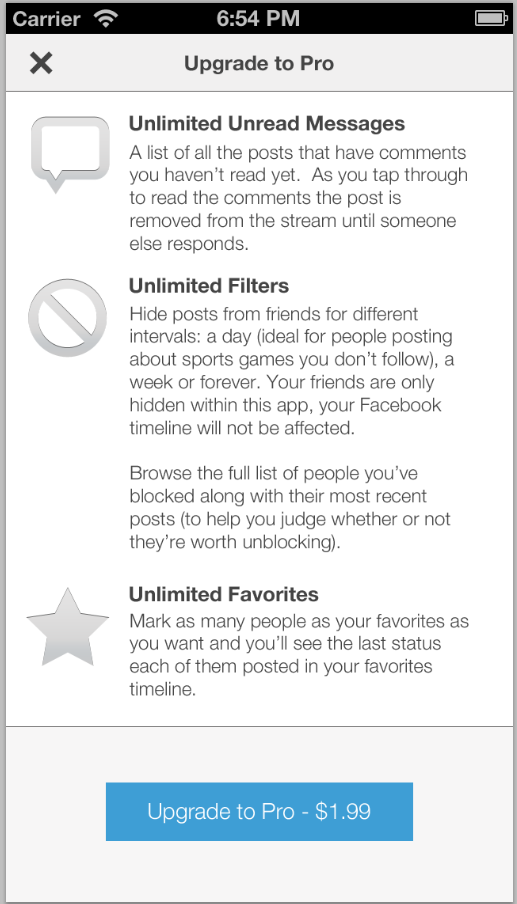 Carrier 6:54 PM
Upgrade to Pro
Unlimited Unread Messages
A list of all the posts that have comments
you haven’t read yet.  As you tap through
to read the comments the post is
removed from the stream until someone
else responds.
Unlimited Filters
Hide posts from friends for different
intervals: a day (ideal for people posting
about sports games you don’t follow), a
week or forever. Your friends are only
hidden within this app, your Facebook
timeline will not be affected.
Browse the full list of people you’ve
blocked along with their most recent
posts (to help you judge whether or not
they’re worth unblocking).
Unlimited Favorites
Mark as many people as your favorites as
you want and you’ll see the last status
each of them posted in your favorites
timeline.
Upgrade to Pro - $1.99